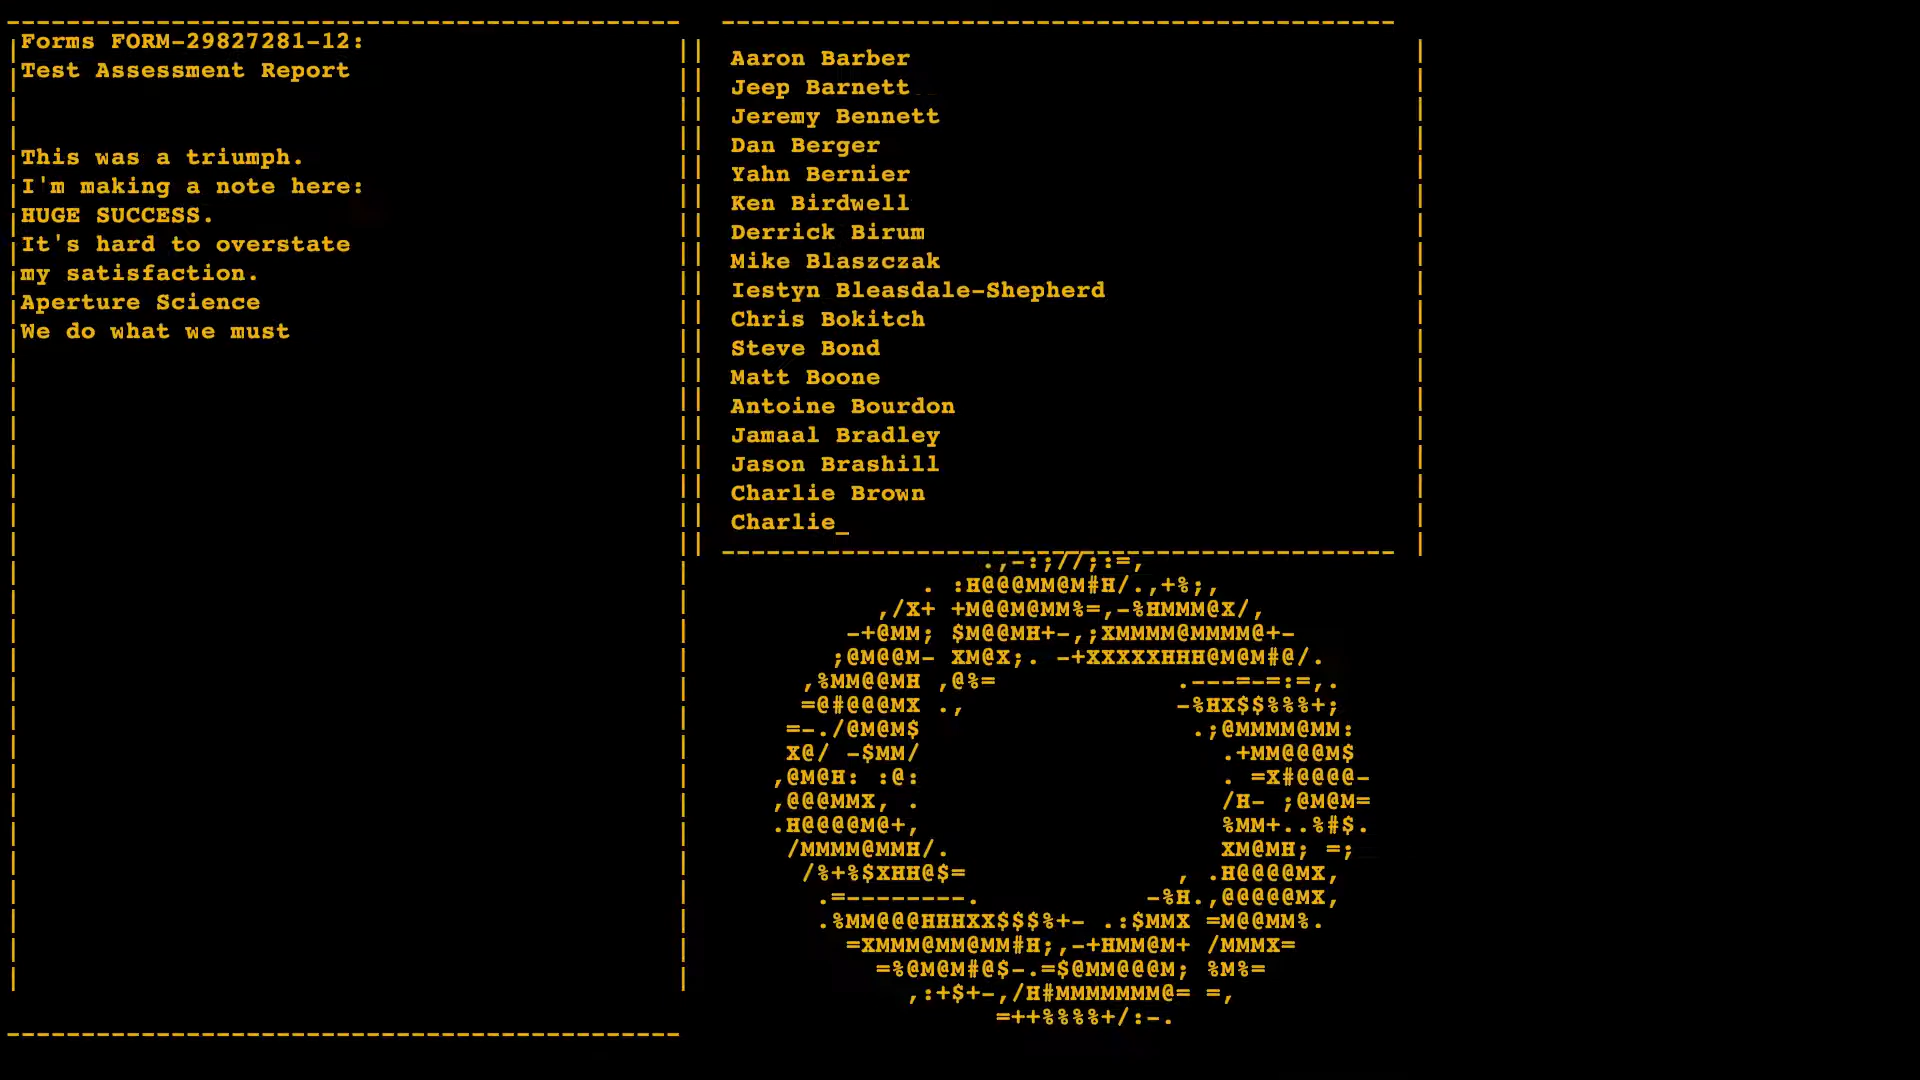 Forms FORM-29827281-12:
Test Assessment Report
This was a triumph.
I'm making a note here:
HUGE SUCCESS.
It's hard to overstate
my satisfaction.
Aperture Science
We do what we must
Aaron Barber
Jeep Barnett
Jeremy Bennett
Dan Berger
Yahn Bernier
Ken Birdwell
Derrick Birum
Mike Blaszczak
Iestyn Bleasdale-Shepherd
Chris Bokitch
Steve Bond
Matt Boone
Antoine Bourdon
Jamaal Bradley
Jason Brashill
Charlie Brown
Charlie_